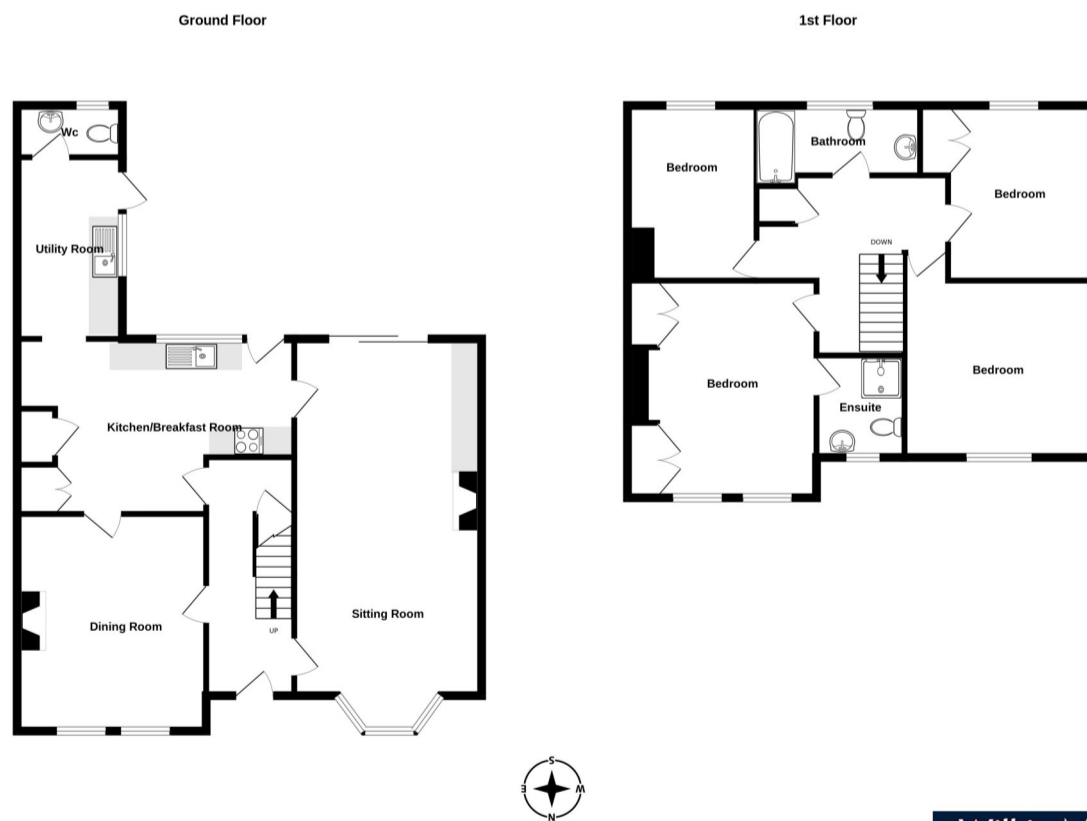 Ground Floor
1st Floor
Wc
Utility Room
Kitchen/Breakfast Room
Dining Room
UP
Sitting Room
Bedroom
Bathroom
Bedroom
DOWN
Bedroom
Ensuite
Bedroom
S
E
W
N